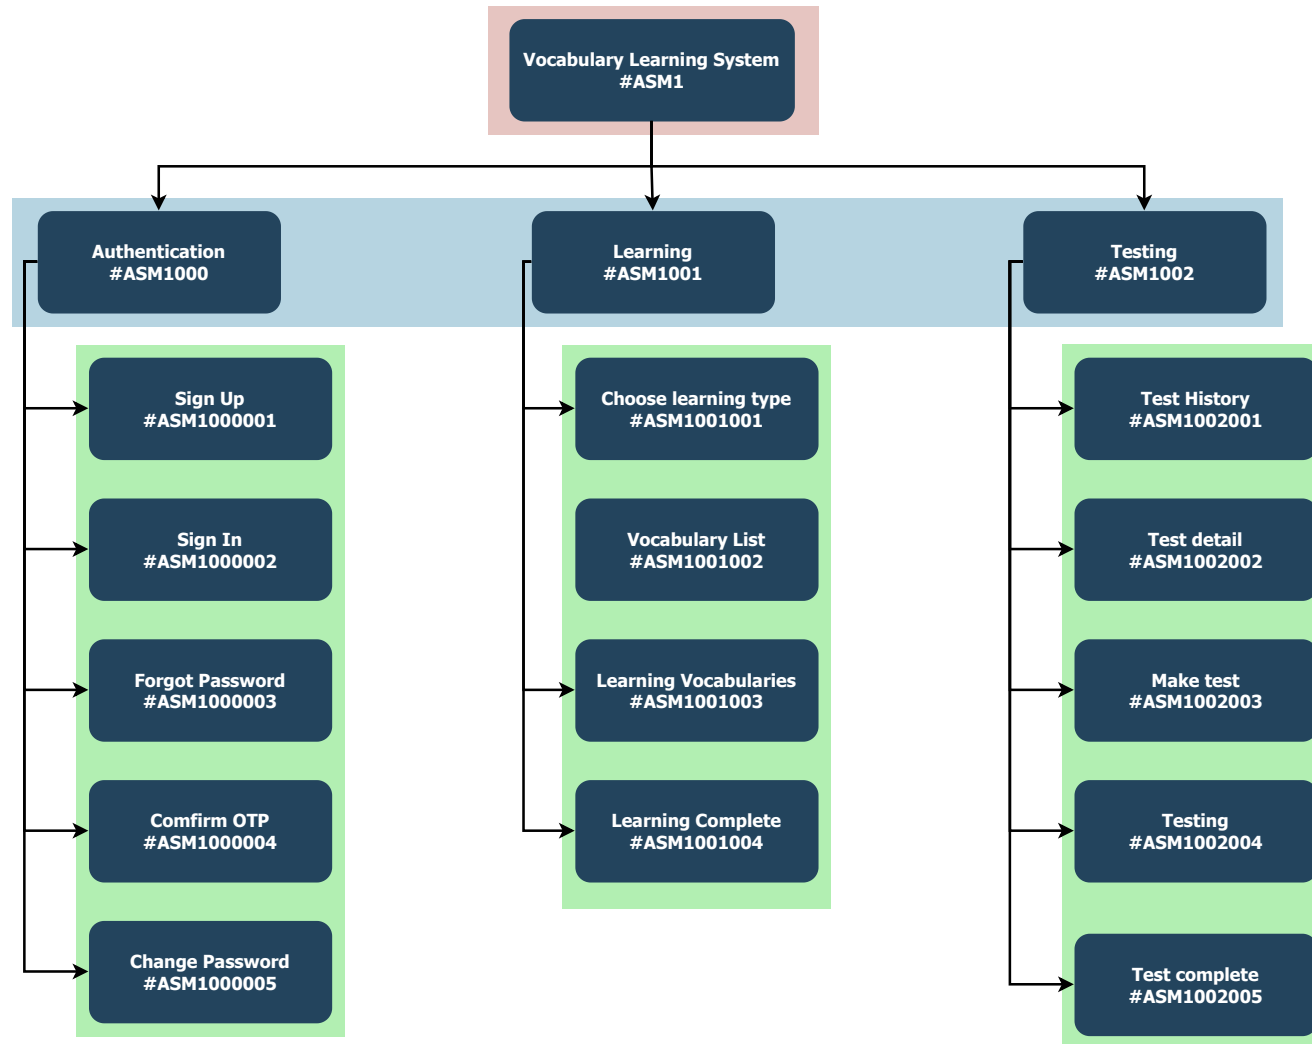 Vocabulary Learning System
#ASM1
Authentication
#ASM1000
Learning
#ASM1001
Testing
#ASM1002
Sign Up
#ASM1000001
Sign In
#ASM1000002
Forgot Password
#ASM1000003
Comfirm OTP
#ASM1000004
Change Password
#ASM1000005
Choose learning type
#ASM1001001
Vocabulary List
#ASM1001002
Learning Vocabularies
#ASM1001003
Learning Complete
#ASM1001004
Test History
#ASM1002001
Test detail
#ASM1002002
Make test
#ASM1002003
Testing
#ASM1002004
Test complete
#ASM1002005